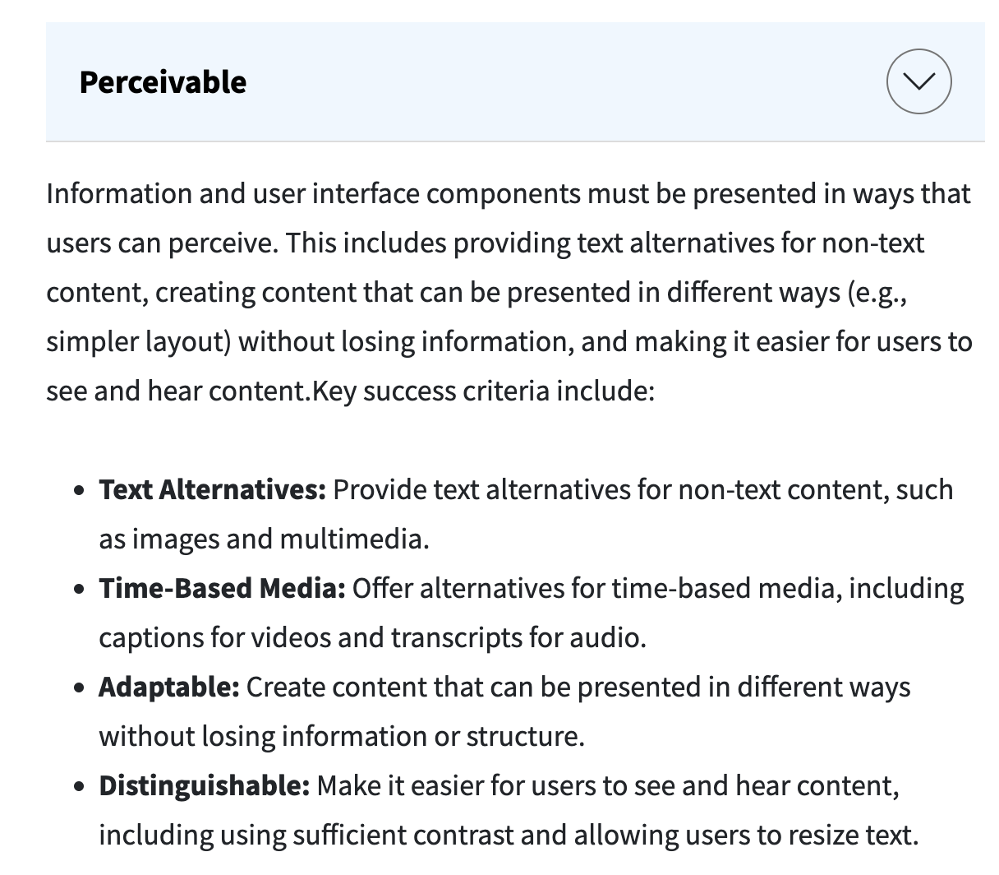 Perceivable
Information and user interface components must be presented in ways that
users can perceive. This includes providing text alternatives for non-text
content, creating content that can be presented in different ways (e.g.,
simpler layout) without losing information, and making it easier for users to
see and hear content.Key success criteria include:
• Text Alternatives: Provide text alternatives for non-text content, such
as images and multimedia.
• Time-Based Media: Offer alternatives for time-based media, including
captions for videos and transcripts for audio.
• Adaptable: Create content that can be presented in different ways
without losing information or structure.
• Distinguishable: Make it easier for users to see and hear content,
including using sufficient contrast and allowing users to resize text.